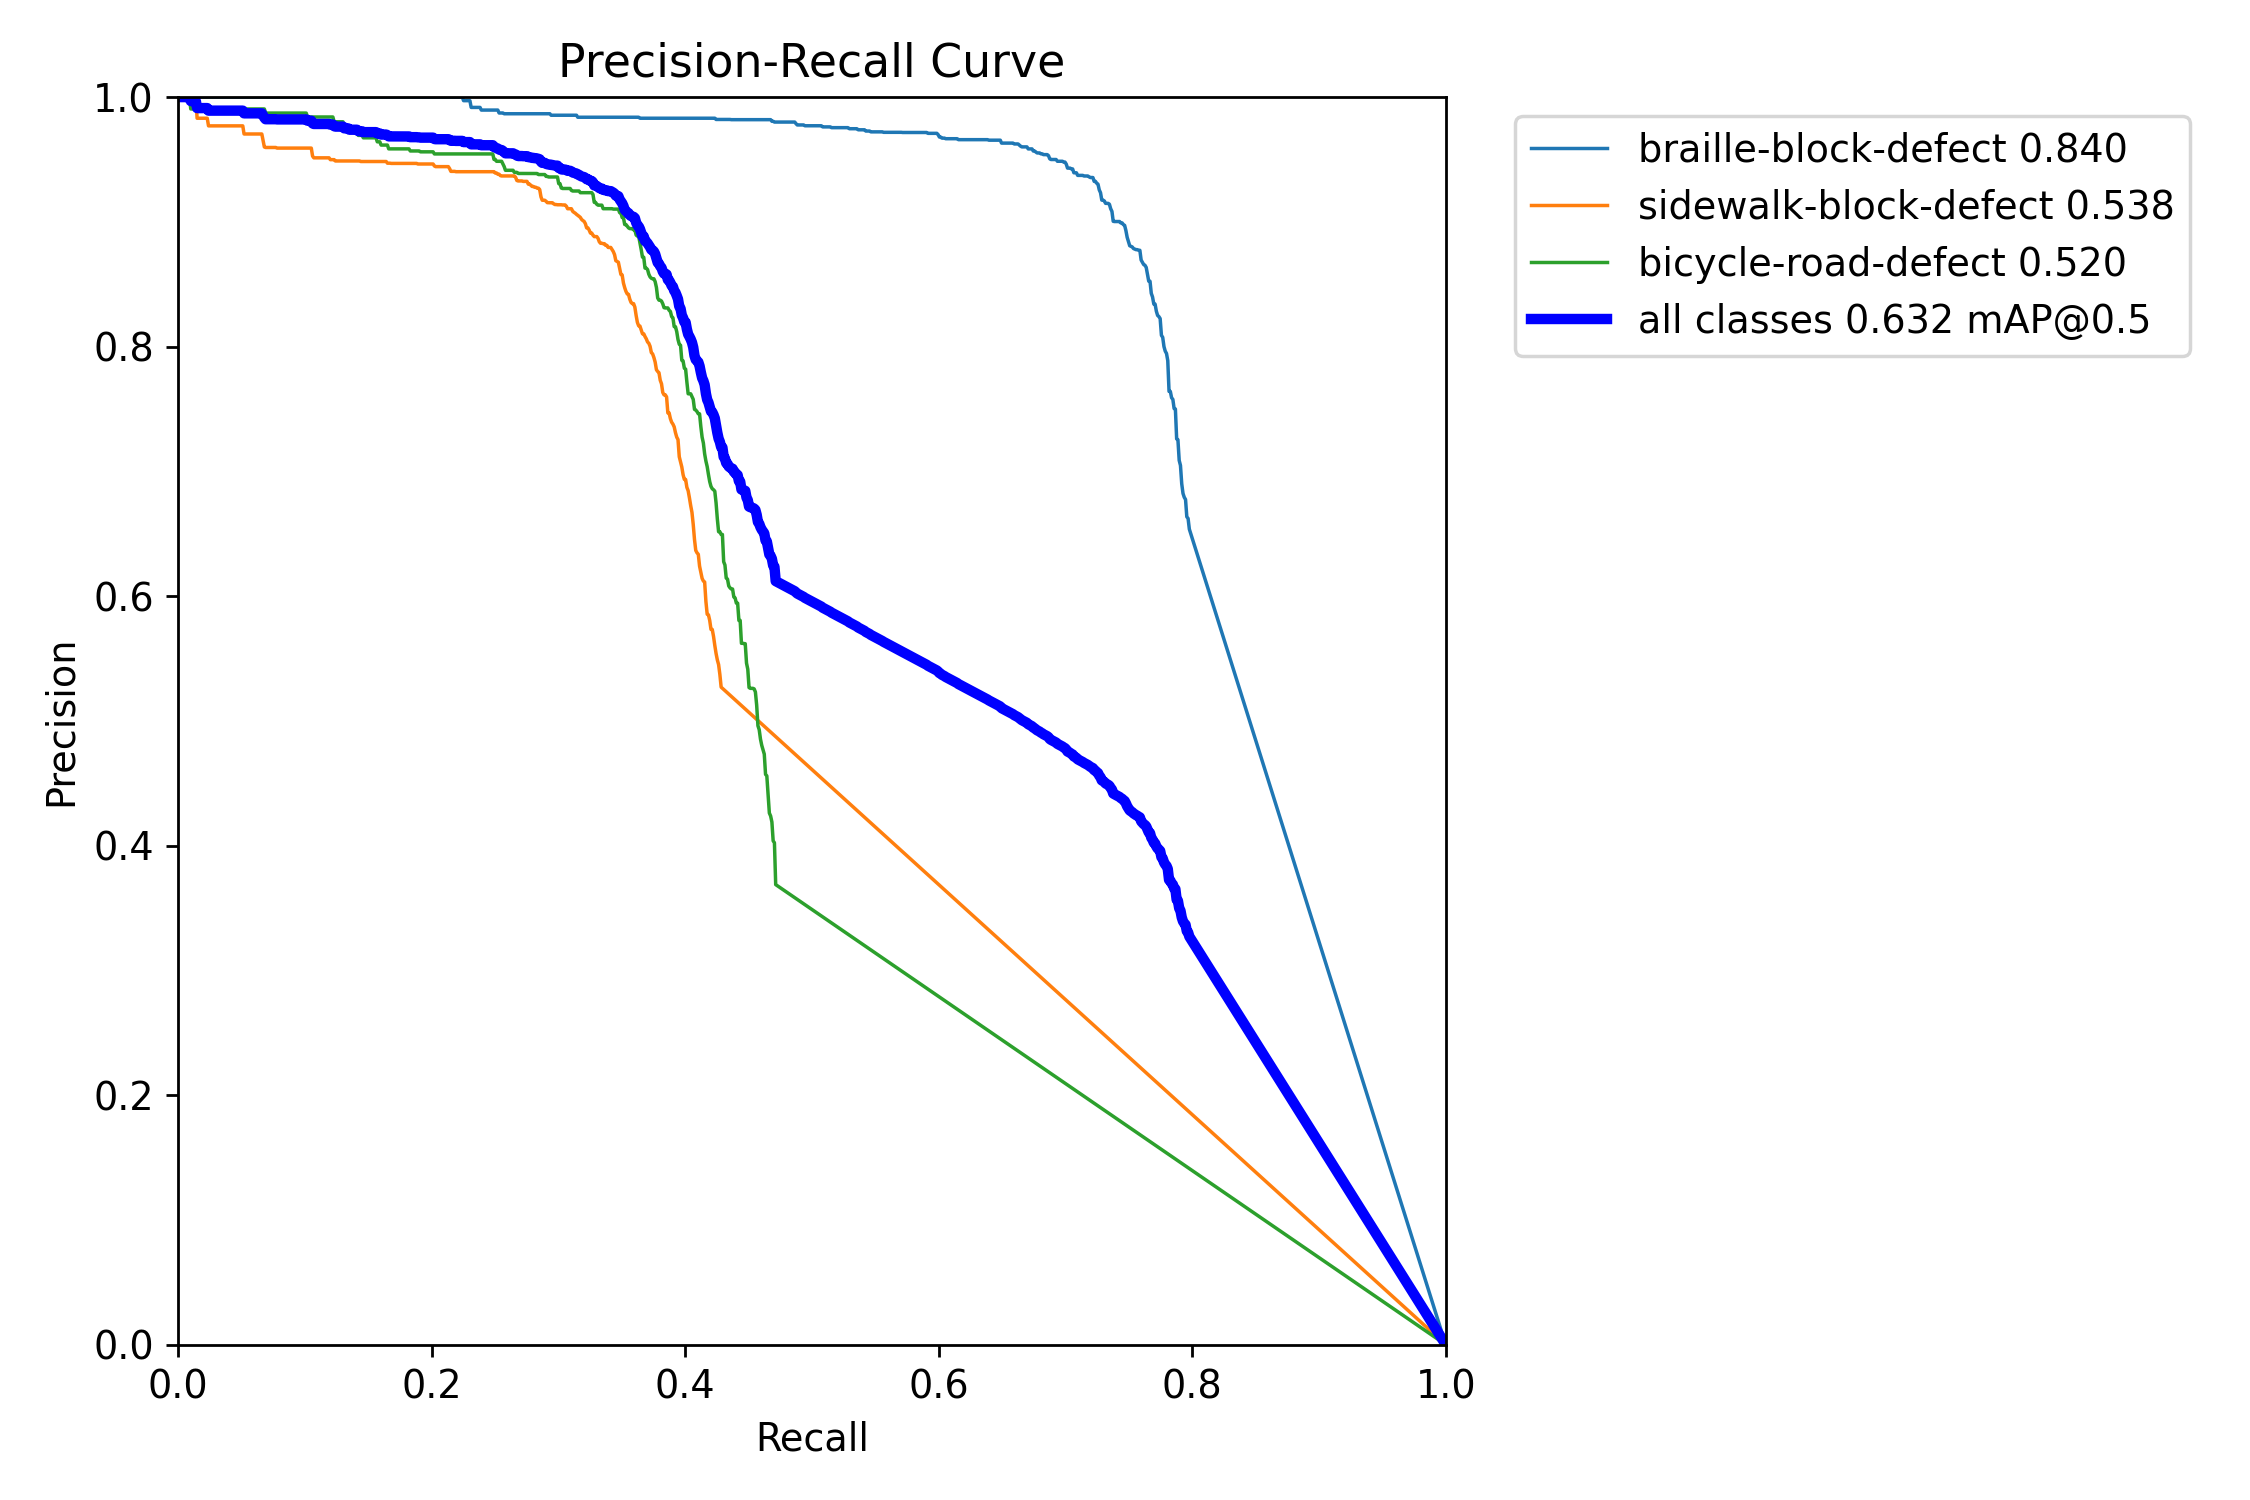 Precision-Recall Curve
1.0
0.8
0.6
0.4
0.2
0.0
Precision
0.0 0.2 0.4 0.6 0.8 1.0
Recall
braille-block-defect 0.840
sidewalk-block-defect 0.538
bicycle-road-defect 0.520
all classes 0.632 mAP@0.5